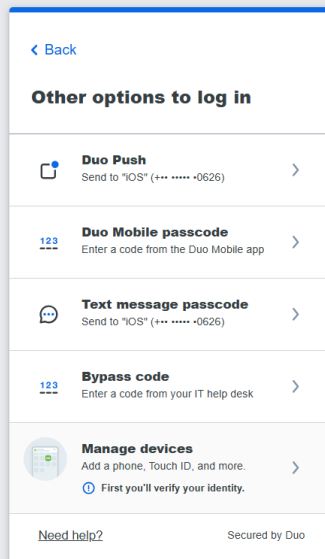 Back
Other options to log in
Duo Push
Send to "iOS" (+•• ••••• •0626)
123
Duo Mobile passcode
Enter a code from the Duo Mobile app
Text message passcode
Send to "iOS" (+•• ••••• •0626)
123
Bypass code
Enter a code from your IT help desk
Manage devices
Add a phone, Touch ID, and more.
First you'll verify your identity.
Need help?
Secured by Duo